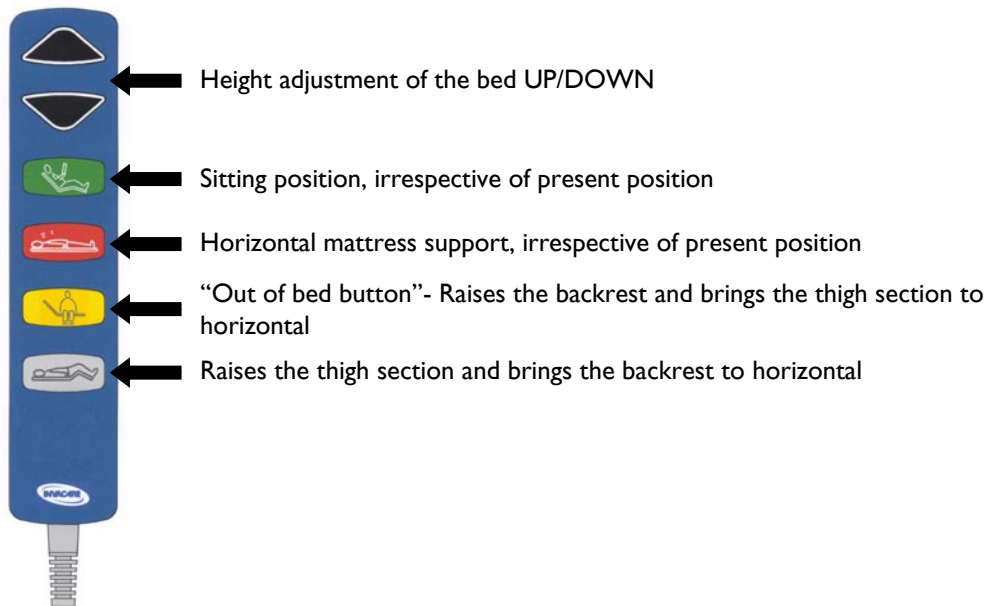 Height adjustment of the bed UP/DOWN
Sitting position, irrespective of present position
Horizontal mattress support, irrespective of present position
“Out of bed button”- Raises the backrest and brings the thigh section to
horizontal
Raises the thigh section and brings the backrest to horizontal
INVACARE